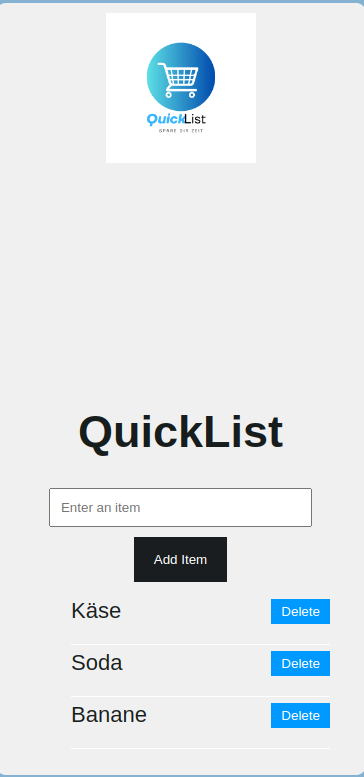 QuickList
SPARE DIR ZEIT
QuickList
Enter an item
Add Item
Käse Delete
Soda Delete
Banane Delete